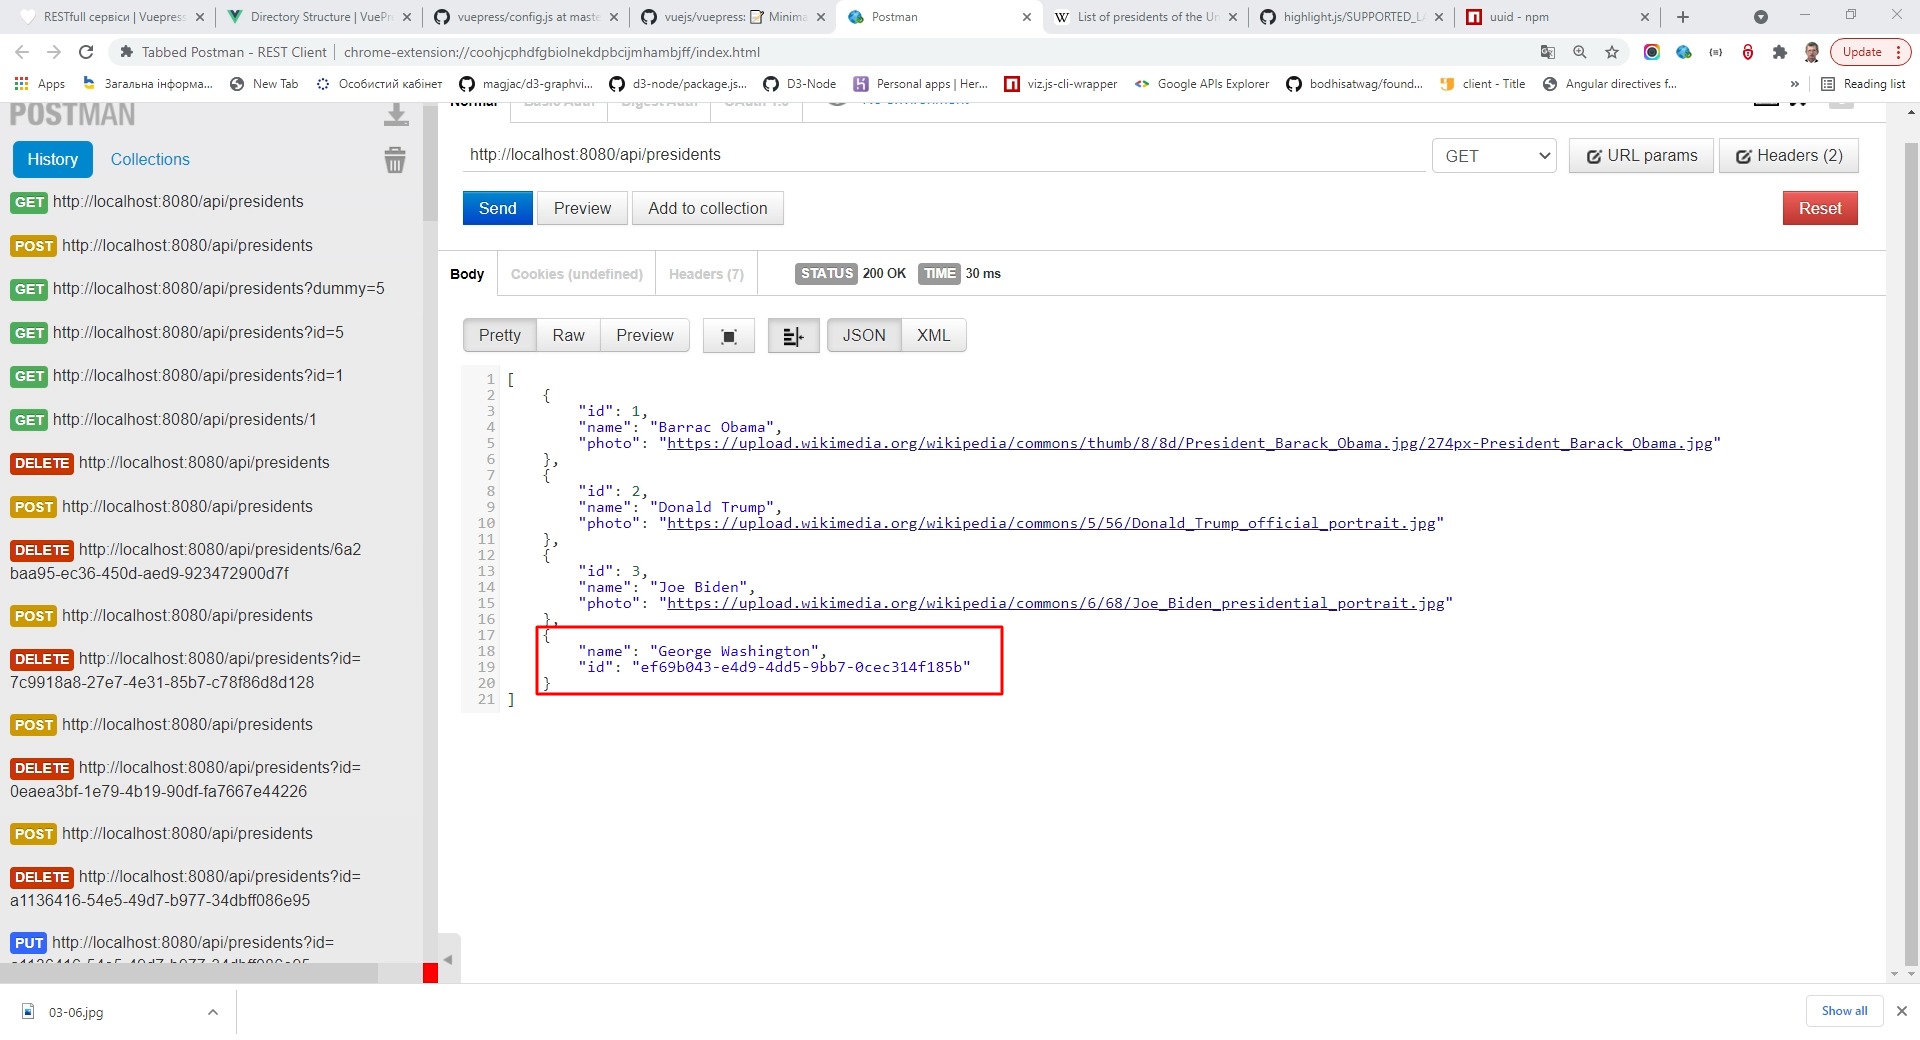 RESTfull сервіси | Vuepress
Directory Structure | VuePr
vuepress/config.js at maste
vuejs/vuepress: 📝 Minima
Postman
List of presidents of the Un
highlight.js/SUPPORTED_LA
uuid - npm
Tabbed Postman - REST Client
chrome-extension://coohjcphdfgbiolnekdpbcijmhambjff/index.html
Update
Apps
Загальна інформа...
New Tab
Особистий кабінет
magjac/d3-graphvi...
d3-node/package.js...
D3-Node
Personal apps | Her...
viz.js-cli-wrapper
Google APIs Explorer
bodhisatwag/found...
client - Title
Angular directives f...
»
Reading list
POSTMAN
Normal
Basic Auth
Digest Auth
OAuth 1.0
No environment
History
Collections
http://localhost:8080/api/presidents
GET
URL params
Headers (2)
Send
Preview
Add to collection
Reset
Body
Cookies (undefined)
Headers (7)
STATUS 200 OK
TIME 30 ms
Pretty
Raw
Preview
JSON
XML
GET http://localhost:8080/api/presidents
POST http://localhost:8080/api/presidents
GET http://localhost:8080/api/presidents?dummy=5
GET http://localhost:8080/api/presidents?id=5
GET http://localhost:8080/api/presidents?id=1
GET http://localhost:8080/api/presidents/1
DELETE http://localhost:8080/api/presidents
POST http://localhost:8080/api/presidents
DELETE http://localhost:8080/api/presidents/6a2
baa95-ec36-450d-aed9-923472900d7f
POST http://localhost:8080/api/presidents
DELETE http://localhost:8080/api/presidents?id=
7c9918a8-27e7-4e31-85b7-c78f86d8d128
POST http://localhost:8080/api/presidents
DELETE http://localhost:8080/api/presidents?id=
0eaea3bf-1e79-4b19-90df-fa7667e44226
POST http://localhost:8080/api/presidents
DELETE http://localhost:8080/api/presidents?id=
a1136416-54e5-49d7-b977-34dbff086e95
PUT http://localhost:8080/api/presidents?id=
a1136416-54e5-49d7-b977-34dbff086e95
1 [
2 {
3 "id": 1,
4 "name": "Barrac Obama",
5 "photo": "https://upload.wikimedia.org/wikipedia/commons/thumb/8/8d/President_Barack_Obama.jpg/274px-President_Barack_Obama.jpg"
6 },
7 {
8 "id": 2,
9 "name": "Donald Trump",
10 "photo": "https://upload.wikimedia.org/wikipedia/commons/5/56/Donald_Trump_official_portrait.jpg"
11 },
12 {
13 "id": 3,
14 "name": "Joe Biden",
15 "photo": "https://upload.wikimedia.org/wikipedia/commons/6/68/Joe_Biden_presidential_portrait.jpg"
16 },
17 {
18 "name": "George Washington",
19 "id": "ef69b043-e4d9-4dd5-9bb7-0cec314f185b"
20 }
21 ]
03-06.jpg
Show all